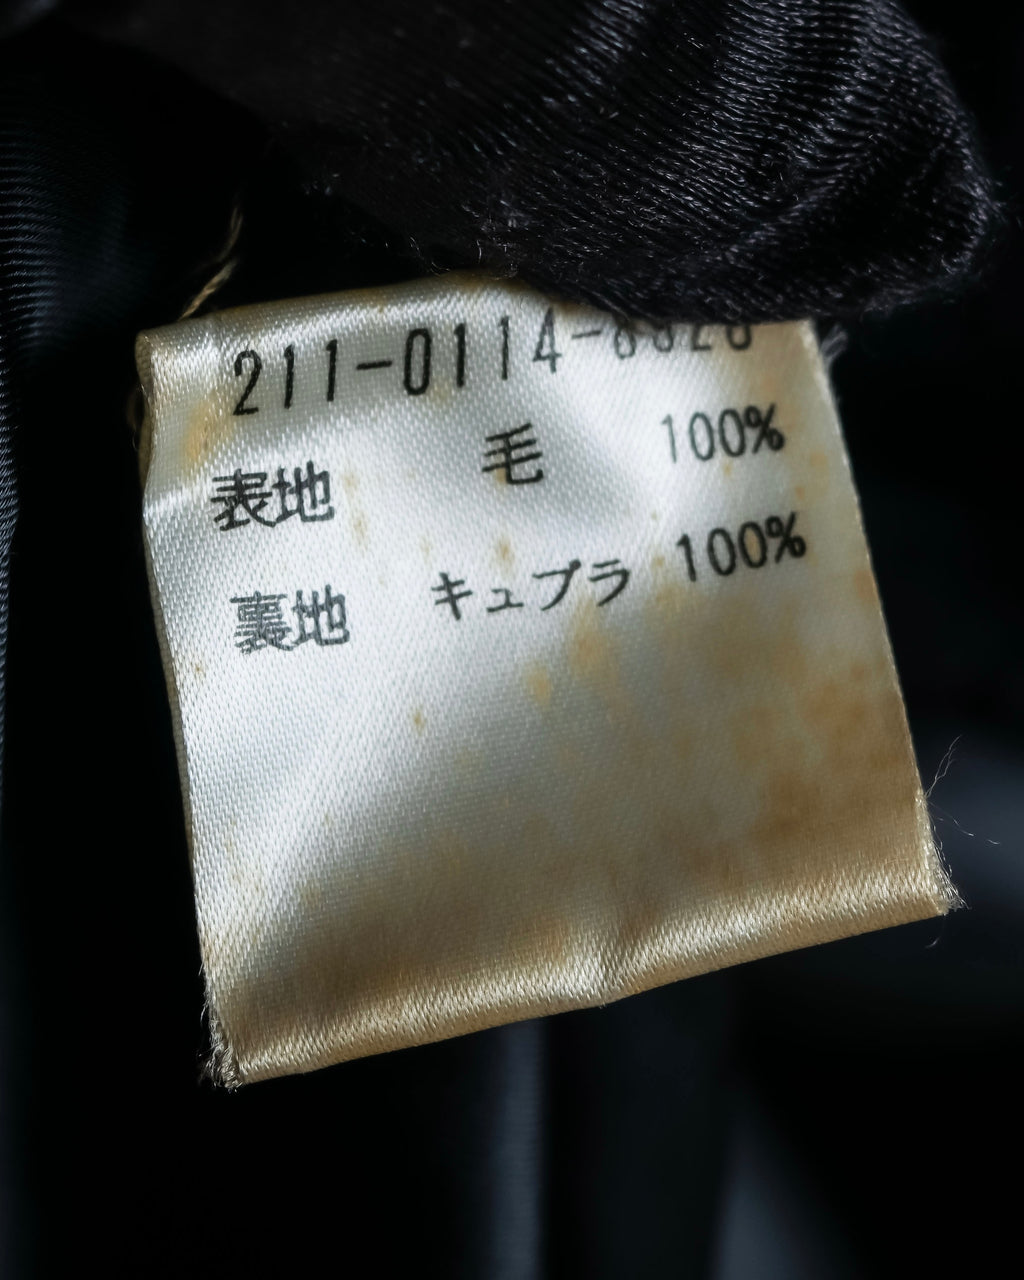 211-0114-
表地 毛 100%
裏地 キュプラ 100%